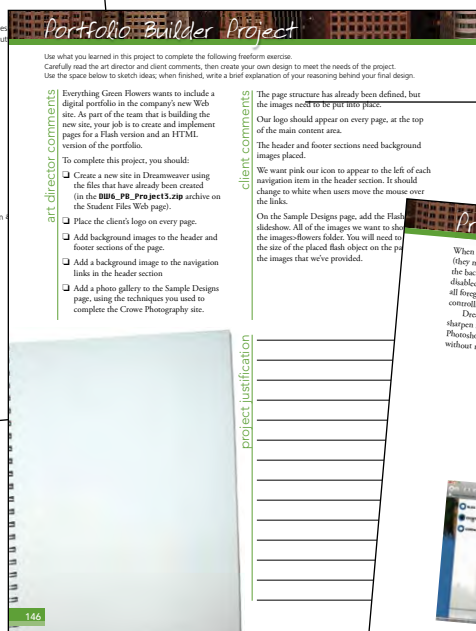 Portfolio Builder Project
Use what you learned in this project to complete the following freeform exercise.
Carefully read the art director and client comments, then create your own design to meet the needs of the project.
Use the space below to sketch ideas; when finished, write a brief explanation of your reasoning behind your final design.
art director comments
Everything Green Flowers wants to include a
digital portfolio in the company's new Web
site. As part of the team that is building the
new site, your job is to create and implement
pages for a Flash version and an HTML
version of the portfolio.
To complete this project, you should:
❏ Create a new site in Dreamweaver using
the files that have already been created
(in the DW6_PB_Project3.zip archive on
the Student Files Web page).
❏ Place the client's logo on every page.
❏ Add background images to the header and
footer sections of the page.
❏ Add a background image to the navigation
links in the header section
❏ Add a photo gallery to the Sample Designs
page, using the techniques you used to
complete the Crowe Photography site.
client comments
The page structure has already been defined, but
the images need to be put into place.
Our logo should appear on every page, at the top
of the main content area.
The header and footer sections need background
images placed.
We want pink our icon to appear to the left of each
navigation item in the header section. It should
change to white when users move the mouse over
the links.
On the Sample Designs page, add the Flash
slideshow. All of the images we want to
the images>flowers folder. You will need to
the size of the placed flash object on the
the images that we've provided.
project justification
146
When
(they
the
disabled
all
Dre
sharpen
Photosho
without